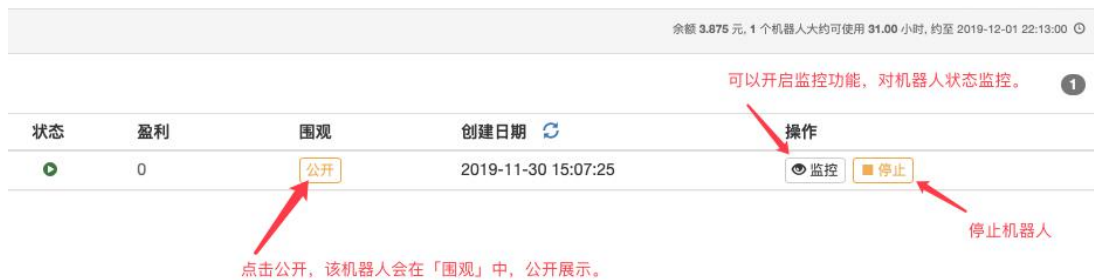 余额 3.875 元, 1 个机器人大约可使用 31.00 小时, 约至 2019-12-01 22:13:00
可以开启监控功能，对机器人状态监控。 1
状态 盈利 围观 创建日期 操作
0 公开 2019-11-30 15:07:25 监控 停止
停止机器人
点击公开，该机器人会在「围观」中，公开展示。